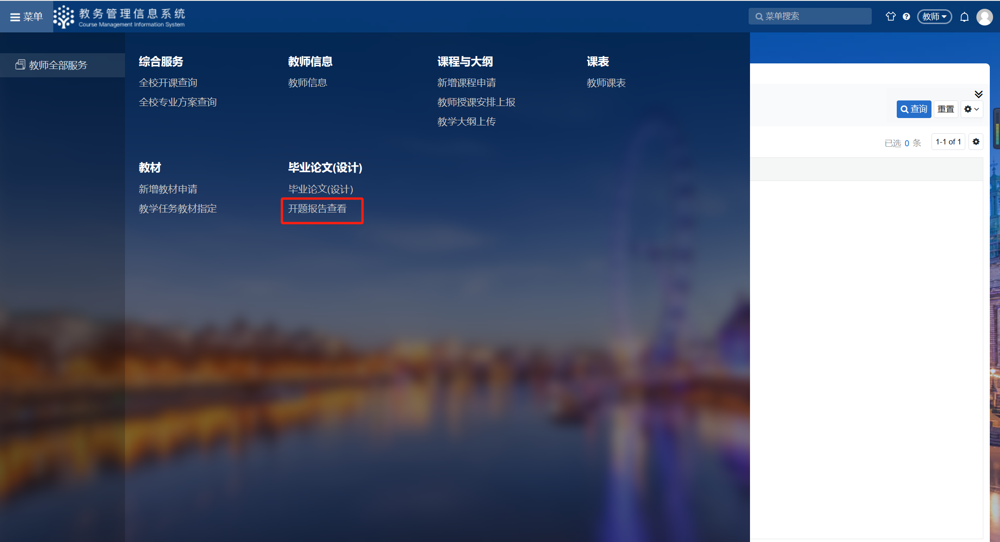 菜单
教务管理信息系统
Course Management Information System
菜单搜索
教师
教师全部服务
综合服务
全校开课查询
全校专业方案查询
教师信息
教师信息
课程与大纲
新增课程申请
教师授课安排上报
教学大纲上传
课表
教师课表
教材
新增教材申请
教学任务教材指定
毕业论文(设计)
毕业论文(设计)
开题报告查看
查询
重置
已选 0 条
1-1 of 1